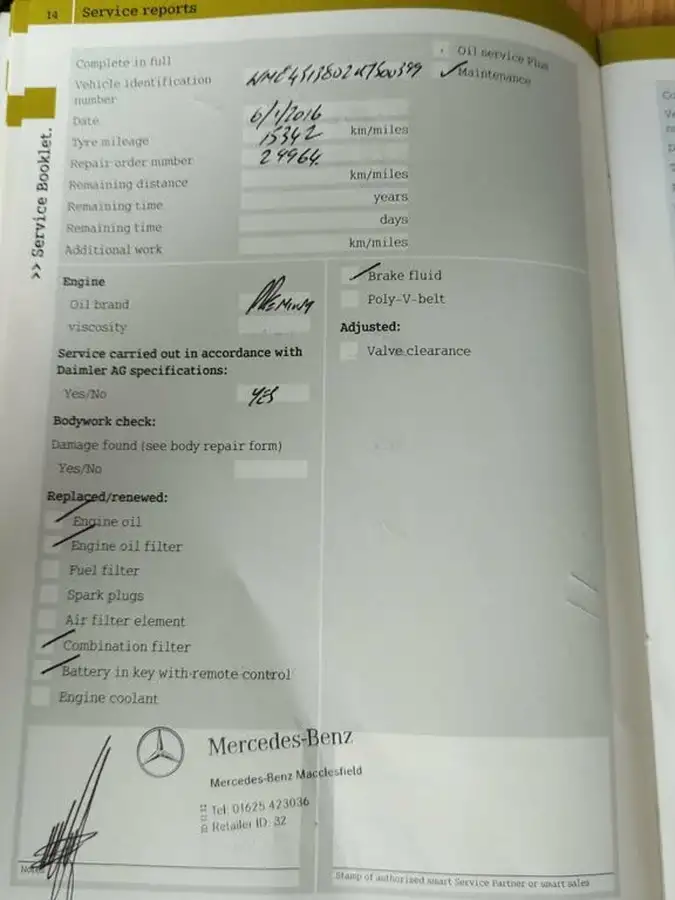 14 Service reports
Complete in full
Oil service Plus
Vehicle identification number
Maintenance
Date 6/1/2016
Tyre mileage 15342 km/miles
Repair order number 29964
Remaining distance km/miles
Remaining time years
Remaining time days
Additional work km/miles
>> Service Booklet.
Engine
Oil brand
viscosity
Service carried out in accordance with
Daimler AG specifications:
Yes/No YES
Bodywork check:
Damage found (see body repair form)
Yes/No
Replaced/renewed:
Engine oil
Engine oil filter
Fuel filter
Spark plugs
Air filter element
Combination filter
Battery in key with remote control
Engine coolant
Brake fluid
Poly-V-belt
Adjusted:
Valve clearance
Mercedes-Benz
Mercedes-Benz Macclesfield
Tel: 01625 423036
Retailer ID: 32
Notes
Stamp of authorised smart Service Partner or smart sales